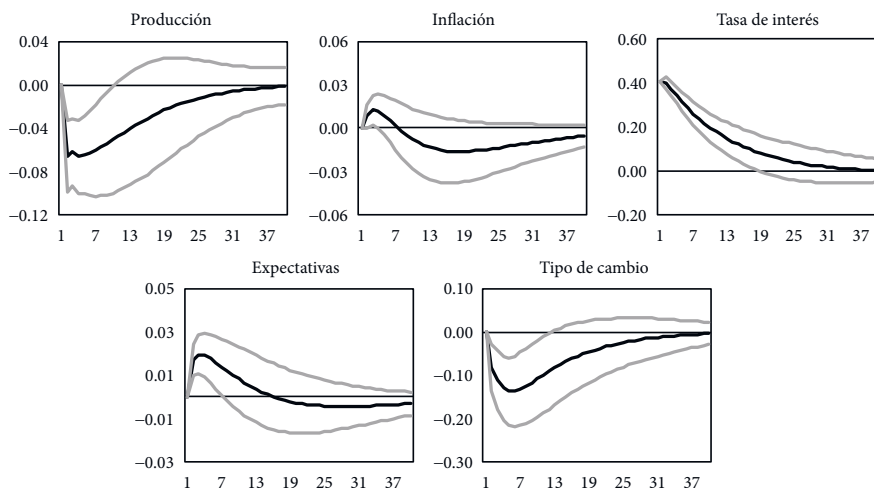 Producción
0.04
0.00
−0.04
−0.08
−0.12
1 7 13 19 25 31 37
Inflación
0.06
0.03
0.00
−0.03
−0.06
1 7 13 19 25 31 37
Tasa de interés
0.60
0.40
0.20
0.00
−0.20
1 7 13 19 25 31 37
Expectativas
0.05
0.03
0.01
−0.01
−0.03
1 7 13 19 25 31 37
Tipo de cambio
0.10
0.00
−0.10
−0.20
−0.30
1 7 13 19 25 31 37